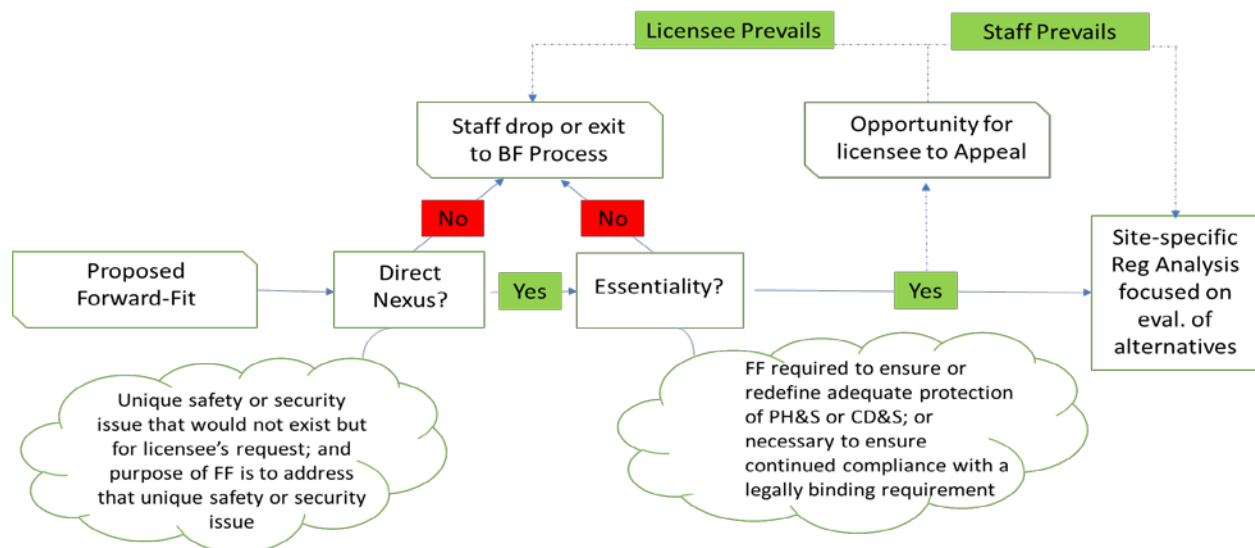 Licensee Prevails
Staff Prevails
Staff drop or exit
to BF Process
Opportunity for
licensee to Appeal
No
No
Proposed
Forward-Fit
Direct
Nexus?
Yes
Essentiality?
Yes
Site-specific
Reg Analysis
focused on
eval. of
alternatives
Unique safety or security
issue that would not exist but
for licensee's request; and
purpose of FF is to address
that unique safety or security
issue
FF required to ensure or
redefine adequate protection
of PH&S or CD&S; or
necessary to ensure
continued compliance with a
legally binding requirement